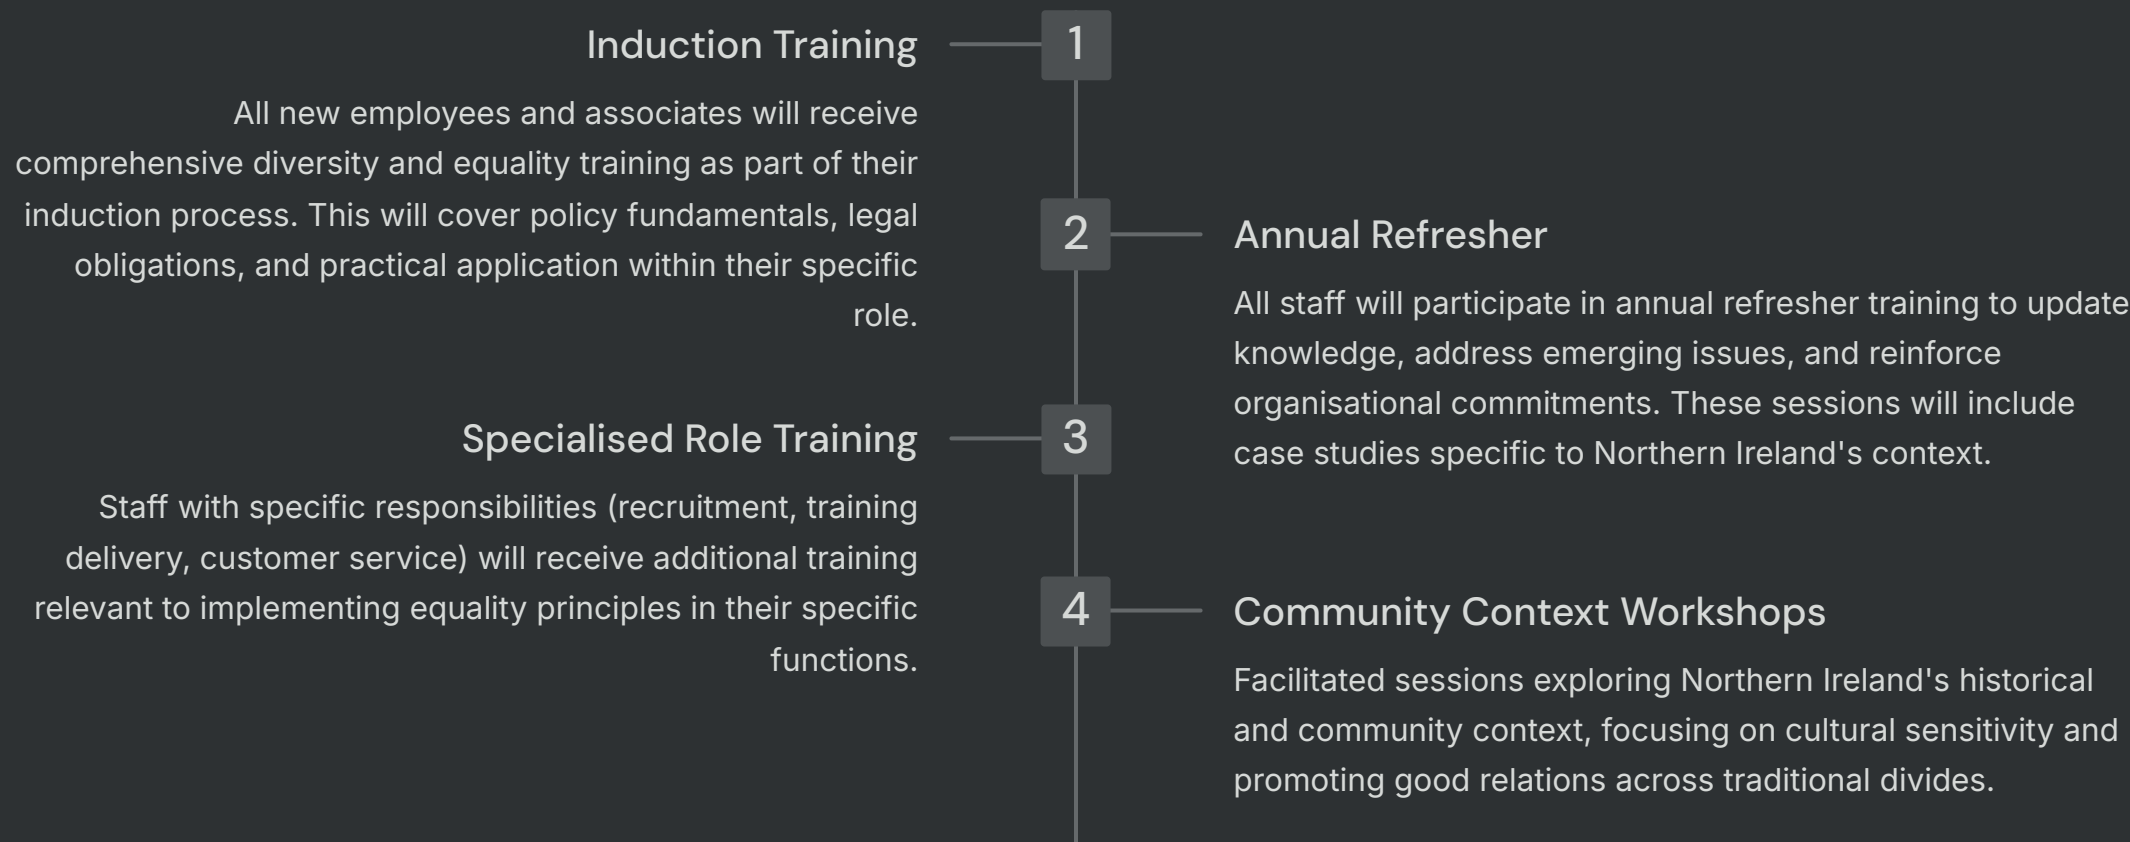 Induction Training
1
All new employees and associates will receive
comprehensive diversity and equality training as part of their
induction process. This will cover policy fundamentals, legal
obligations, and practical application within their specific
role.
2
Annual Refresher
All staff will participate in annual refresher training to update
knowledge, address emerging issues, and reinforce
organisational commitments. These sessions will include
case studies specific to Northern Ireland's context.
Specialised Role Training
3
Staff with specific responsibilities (recruitment, training
delivery, customer service) will receive additional training
relevant to implementing equality principles in their specific
functions.
4
Community Context Workshops
Facilitated sessions exploring Northern Ireland's historical
and community context, focusing on cultural sensitivity and
promoting good relations across traditional divides.